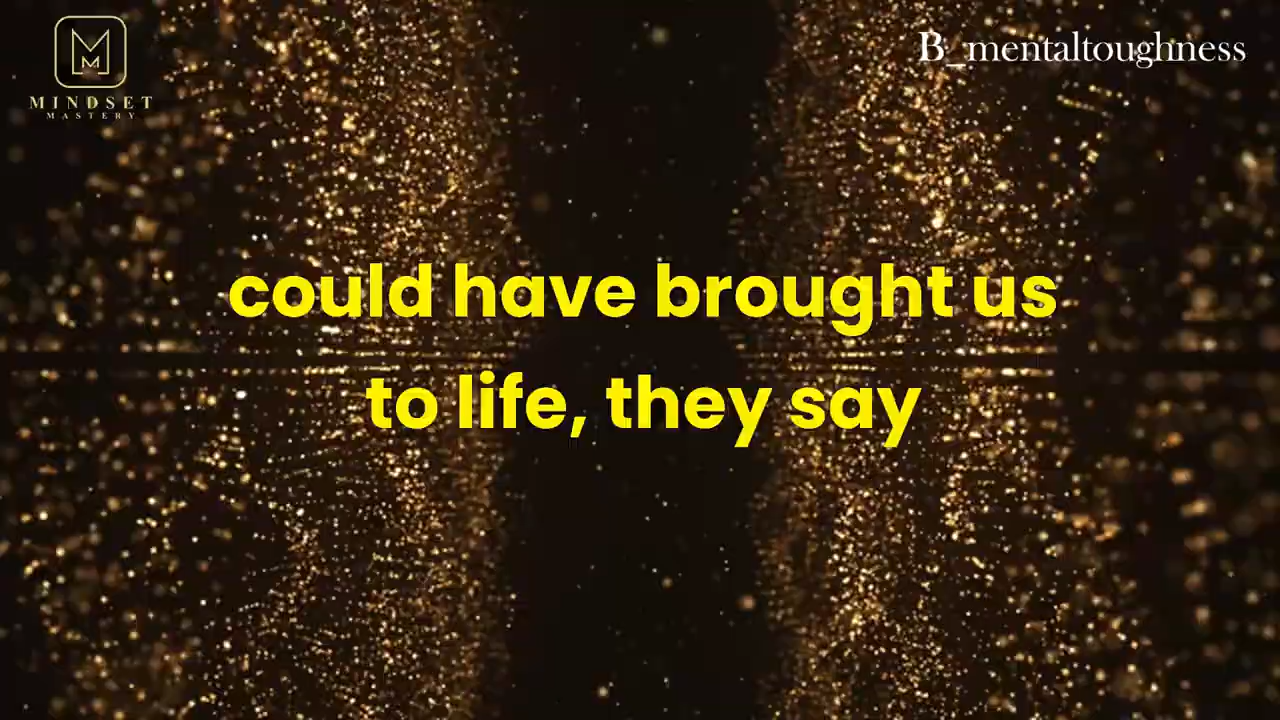 B_mentaltoughness
MINDSET
MASTERY
could have brought us
to life, they say